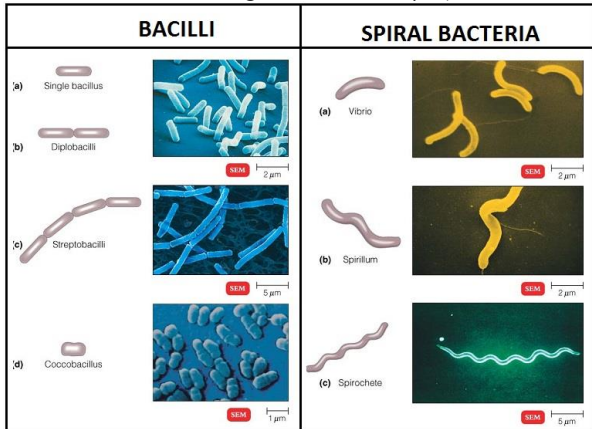 BACILLI
(a)
Single bacillus
(b)
Diplobacilli
SEM
2 μm
(c)
Streptobacilli
SEM
5 μm
(d)
Coccobacillus
SEM
1 μm
SPIRAL BACTERIA
(a)
Vibrio
SEM
2 μm
(b)
Spirillum
SEM
2 μm
(c)
Spirochete
SEM
5 μm